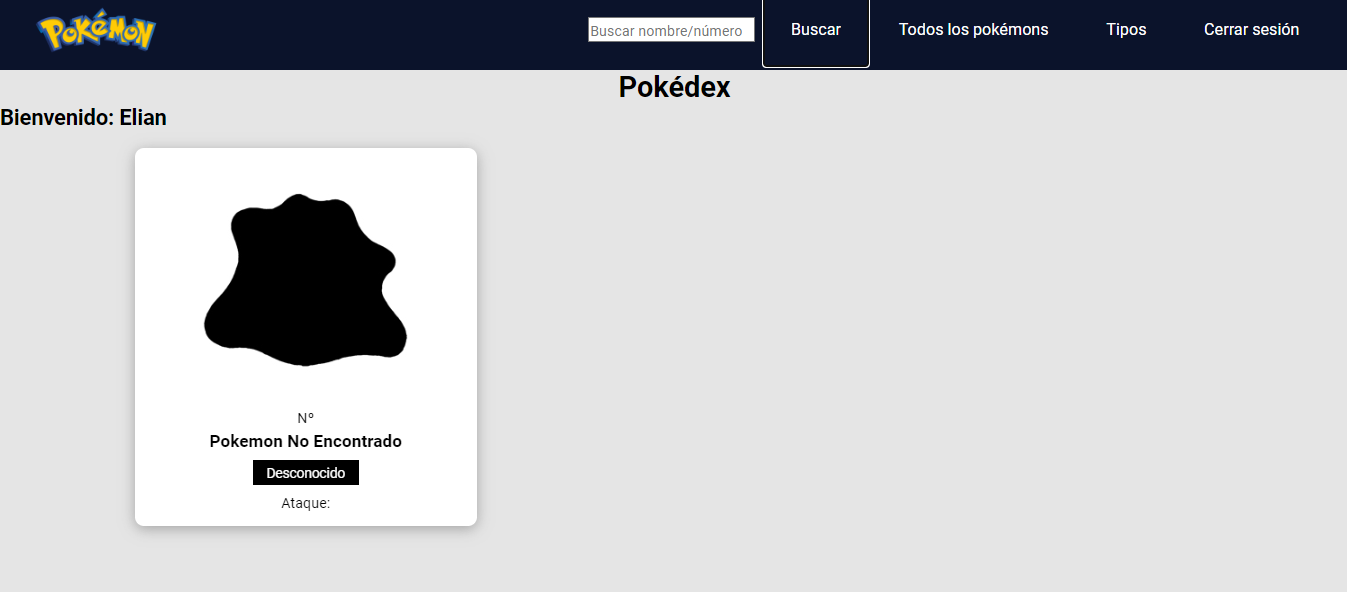 POKéMON
Buscar nombre/número
Buscar
Todos los pokémons
Tipos
Cerrar sesión
Pokédex
Bienvenido: Elian
Nº
Pokemon No Encontrado
Desconocido
Ataque: